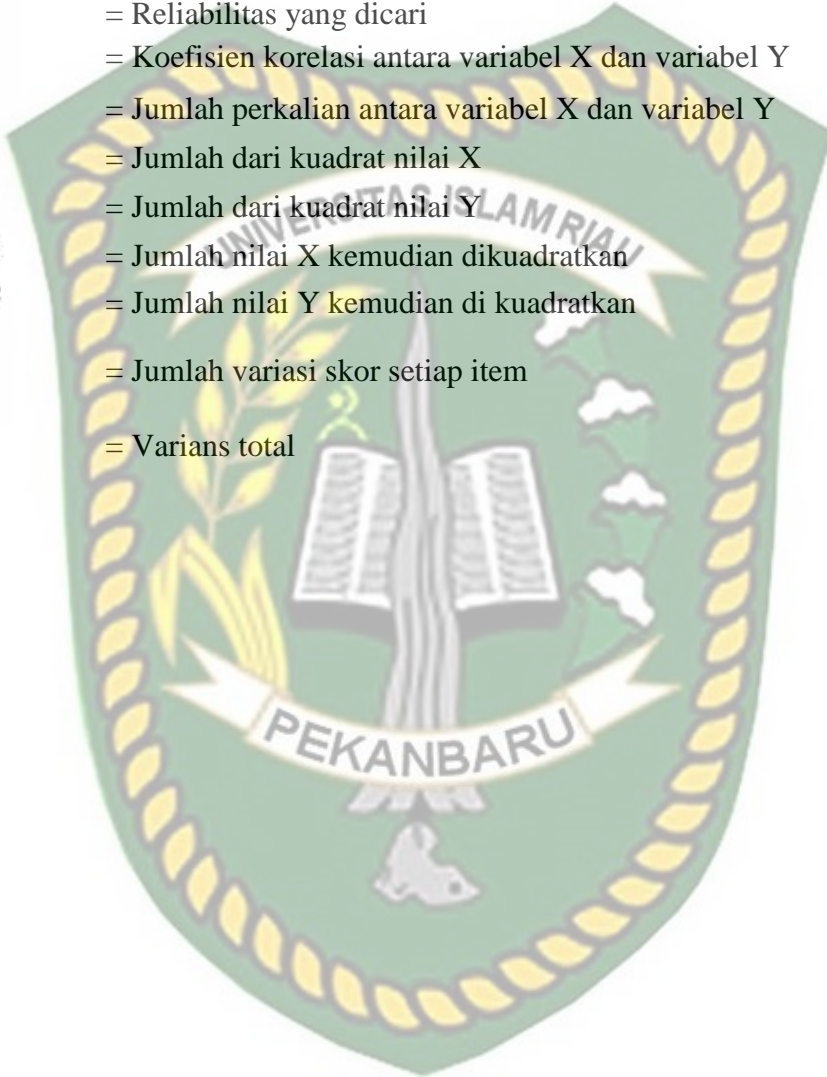 = Reliabilitas yang dicari
= Koefisien korelasi antara variabel X dan variabel Y
= Jumlah perkalian antara variabel X dan variabel Y
= Jumlah dari kuadrat nilai X
= Jumlah dari kuadrat nilai Y
UNIVERSITAS ISLAM RIAU
= Jumlah nilai X kemudian dikuadratkan
= Jumlah nilai Y kemudian di kuadratkan
= Jumlah variasi skor setiap item
= Varians total
PEKANBARU